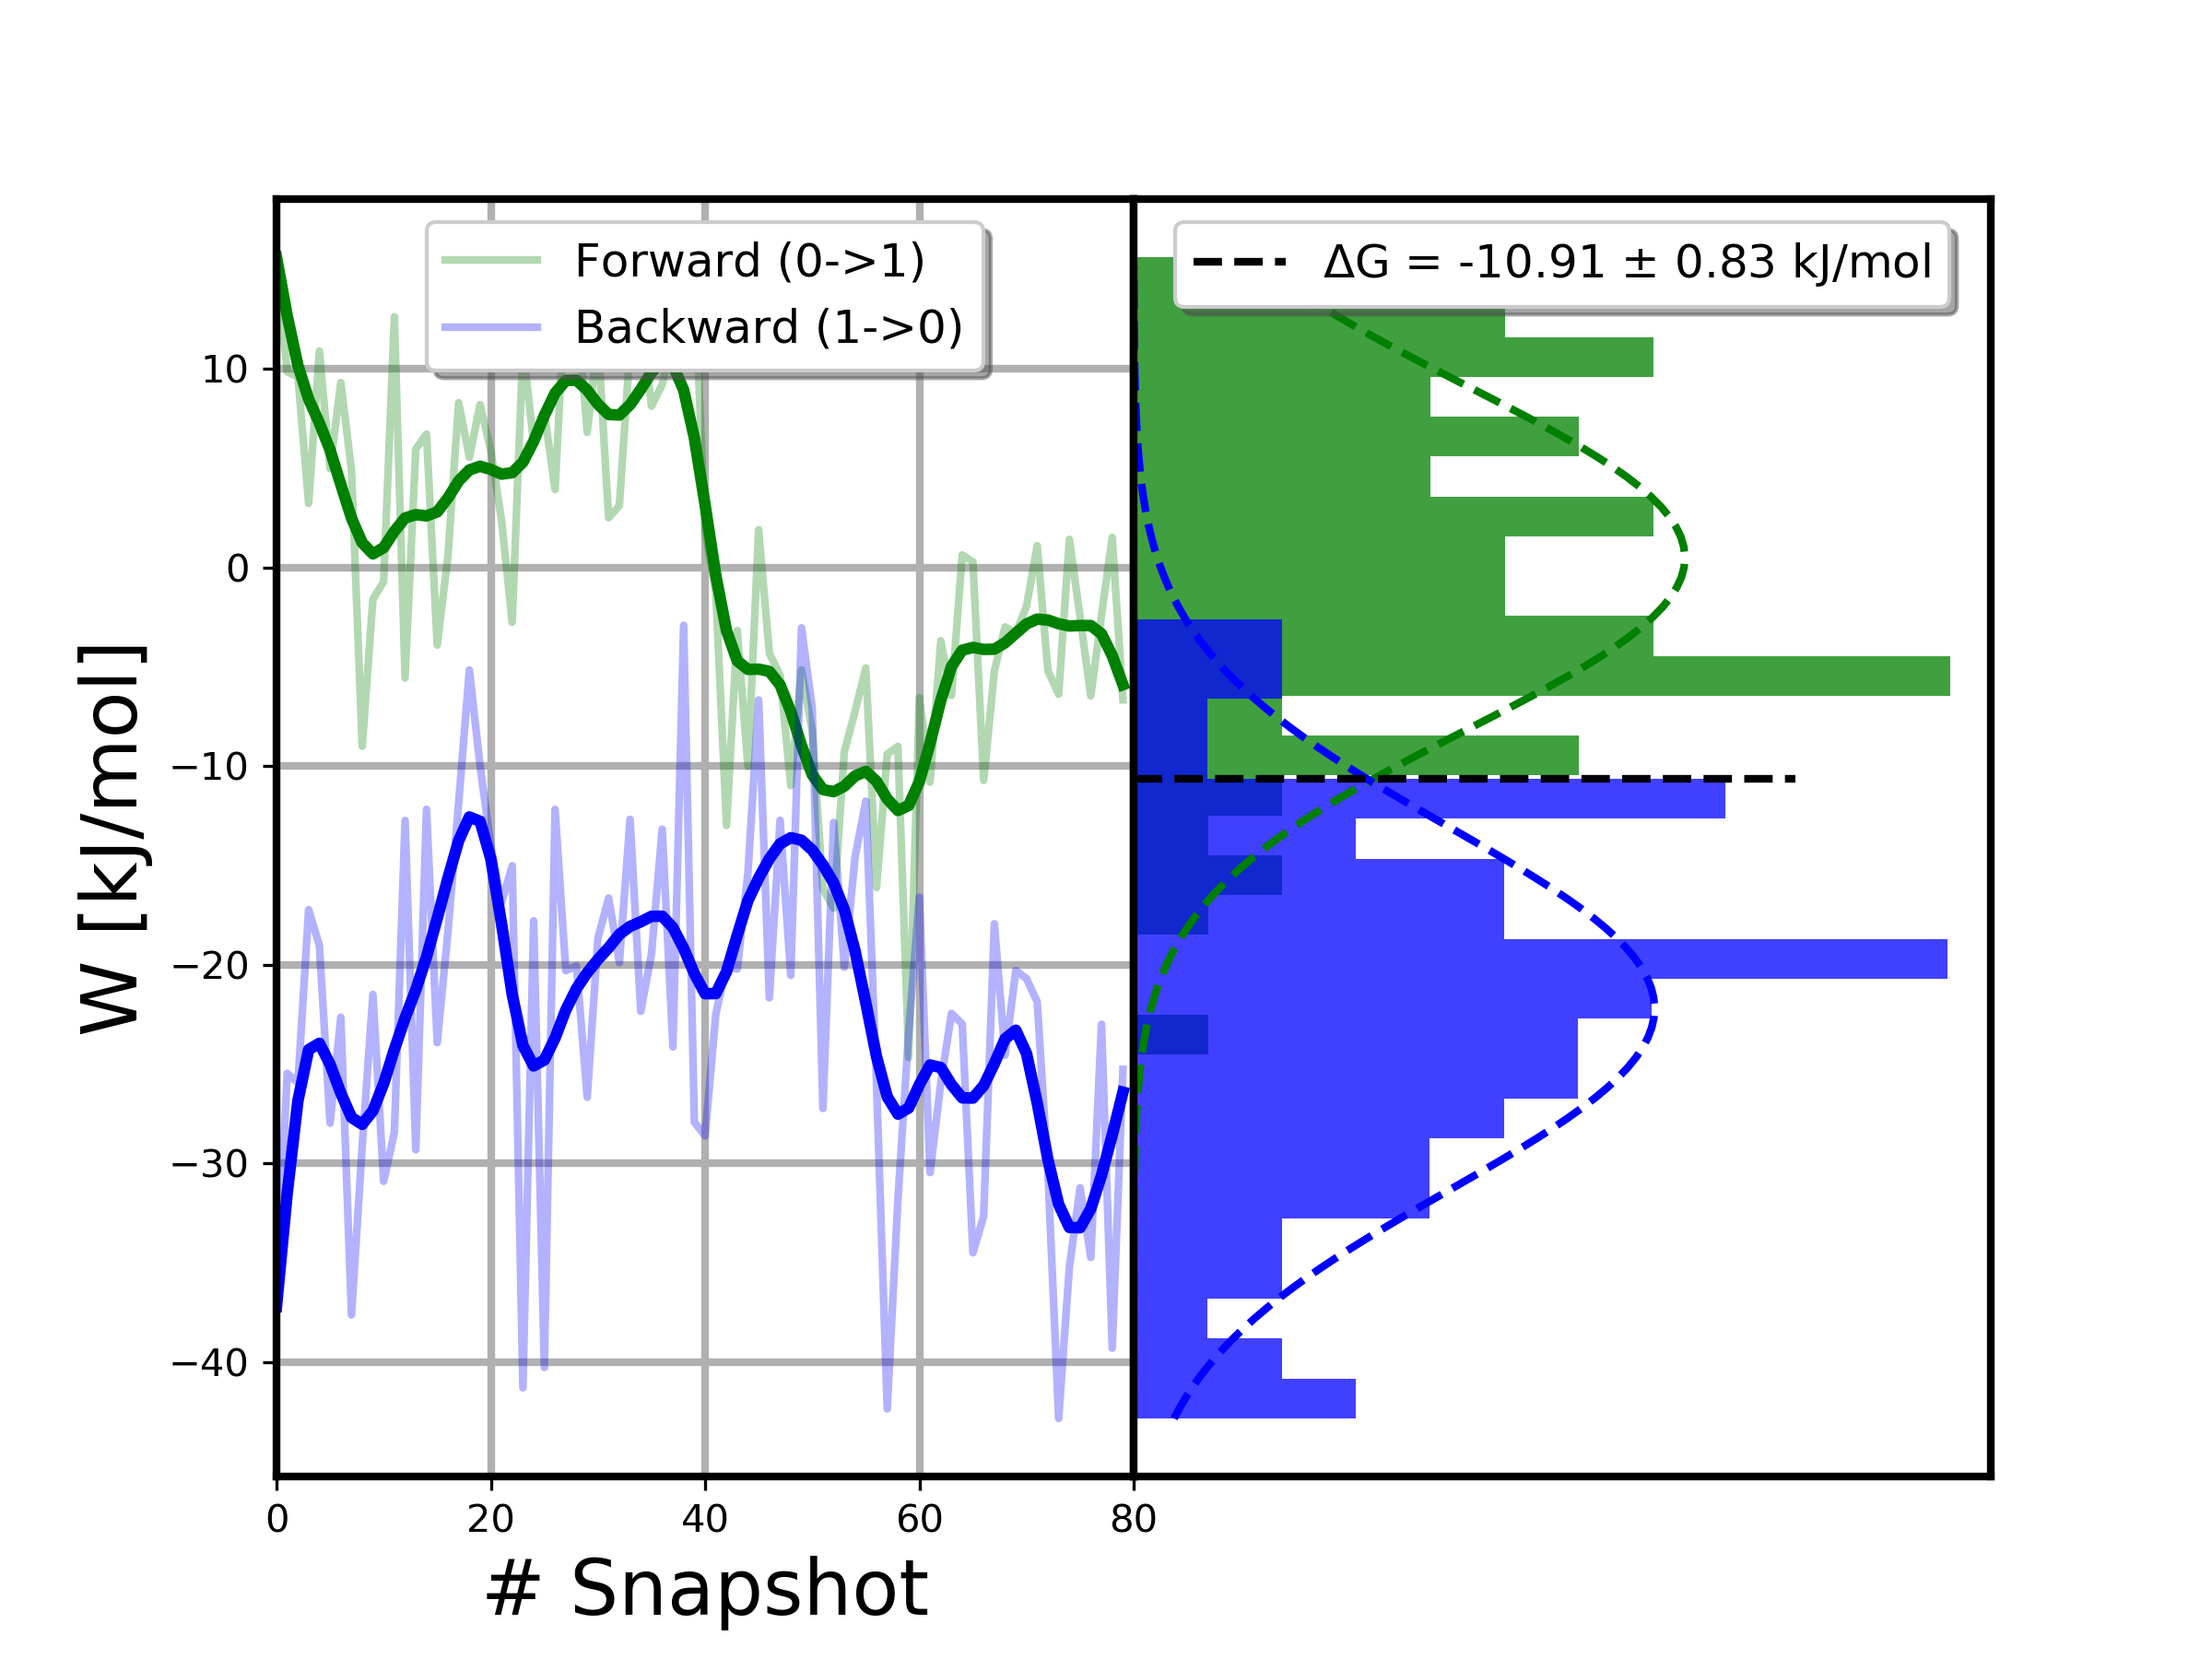 Forward (0->1)
Backward (1->0)
ΔG = -10.91 ± 0.83 kJ/mol
W [kJ/mol]
10
0
−10
−20
−30
−40
0 20 40 60 80
# Snapshot